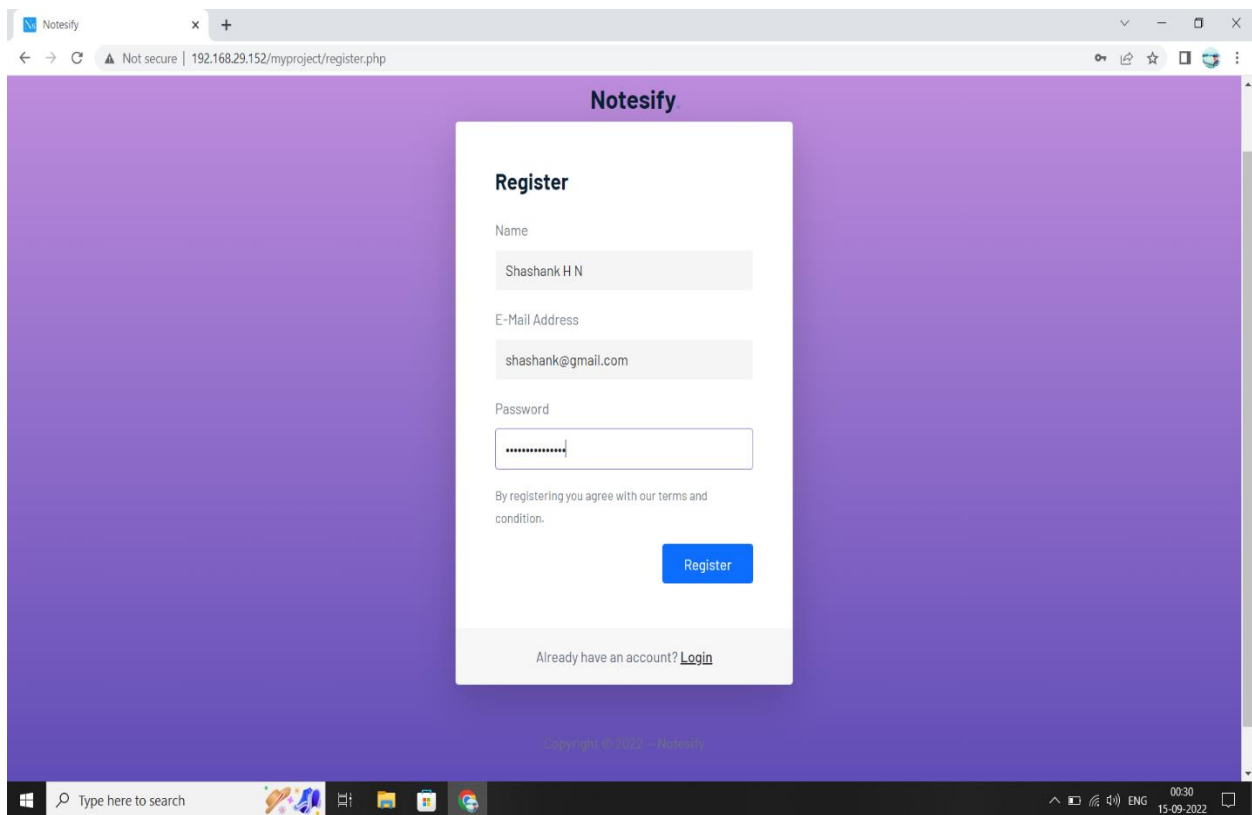 Notesify
Not secure | 192.168.29.152/myproject/register.php
Notesify.
Register
Name
Shashank H N
E-Mail Address
shashank@gmail.com
Password
By registering you agree with our terms and
condition.
Register
Already have an account? Login
Copyright © 2022 — Notesify
Type here to search
ENG
00:30
15-09-2022